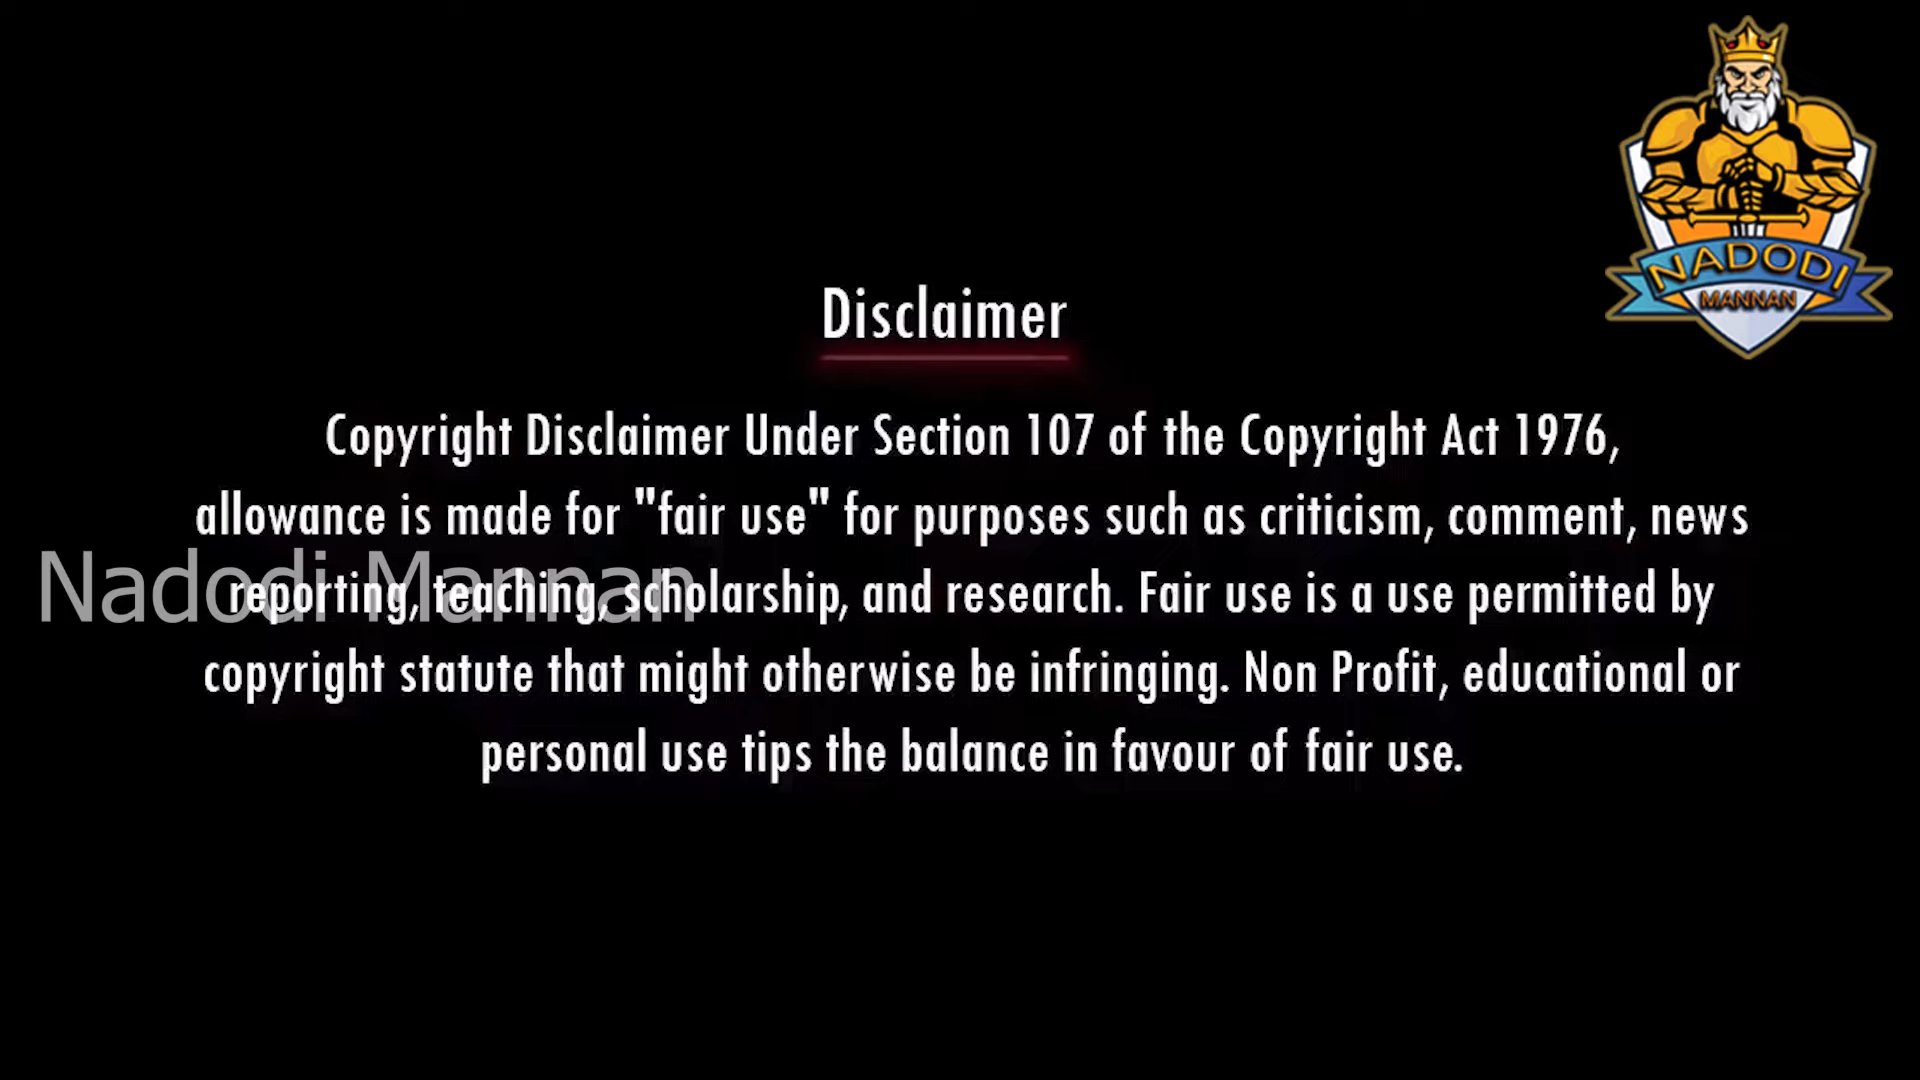 NADODI
MANNAN
Disclaimer
Copyright Disclaimer Under Section 107 of the Copyright Act 1976,
allowance is made for "fair use" for purposes such as criticism, comment, news
reporting, teaching, scholarship, and research. Fair use is a use permitted by
copyright statute that might otherwise be infringing. Non Profit, educational or
personal use tips the balance in favour of fair use.
Nadodi Mannan